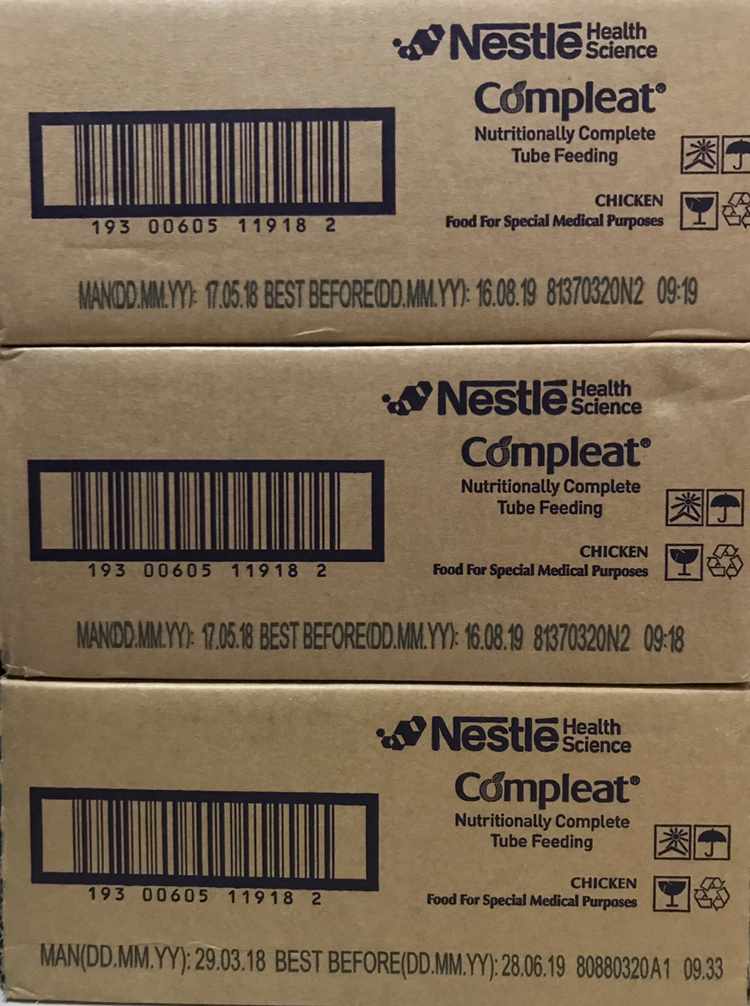 Nestlē Health Science
Compleat®
Nutritionally Complete
Tube Feeding
CHICKEN
Food For Special Medical Purposes
193 00605 11918 2
MAN(DD.MM.YY): 17.05.18 BEST BEFORE(DD.MM.YY): 16.08.19 81370320N2 09:19
Nestlē Health Science
Compleat®
Nutritionally Complete
Tube Feeding
CHICKEN
Food For Special Medical Purposes
193 00605 11918 2
MAN(DD.MM.YY): 17.05.18 BEST BEFORE(DD.MM.YY): 16.08.19 81370320N2 09:18
Nestlē Health Science
Compleat®
Nutritionally Complete
Tube Feeding
CHICKEN
Food For Special Medical Purposes
193 00605 11918 2
MAN(DD.MM.YY): 29.03.18 BEST BEFORE(DD.MM.YY): 28.06.19 80880320A1 09.33